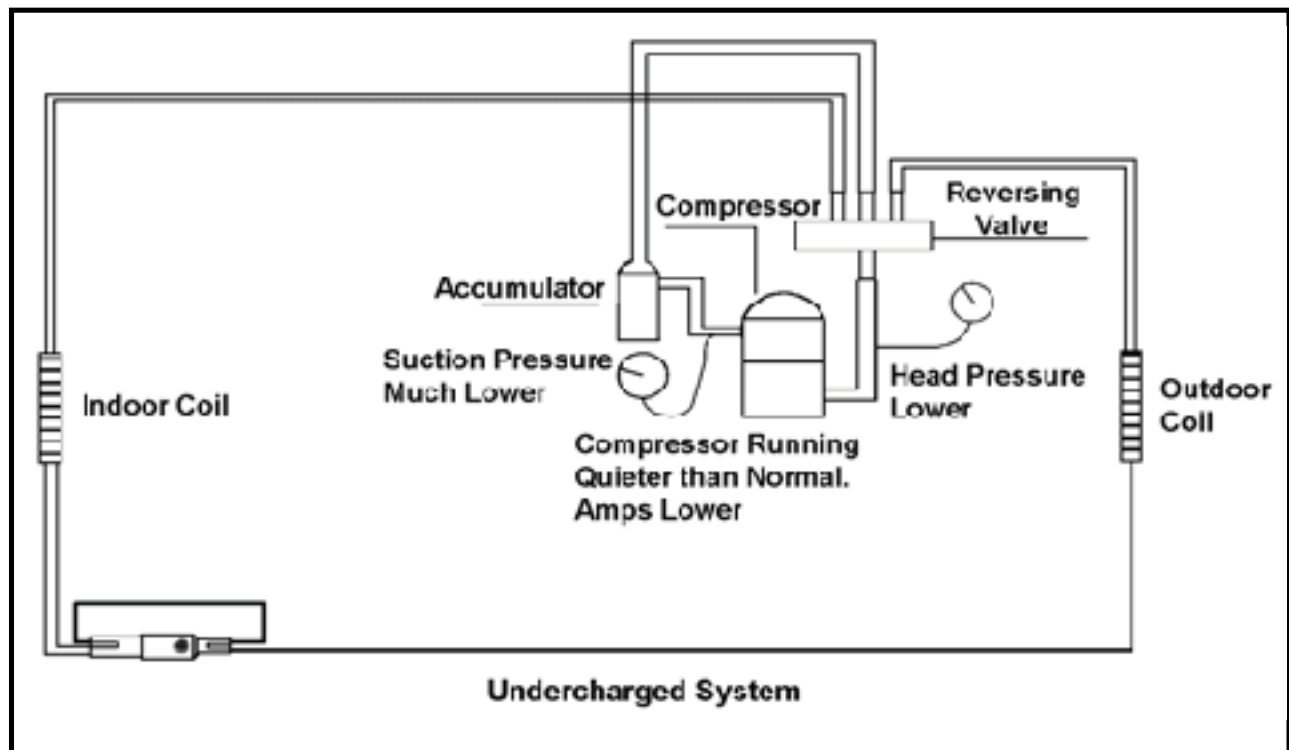 Compressor
Reversing
Valve
Accumulator
Suction Pressure
Much Lower
Head Pressure
Lower
Indoor Coil
Outdoor
Coil
Compressor Running
Quieter than Normal.
Amps Lower
Undercharged System